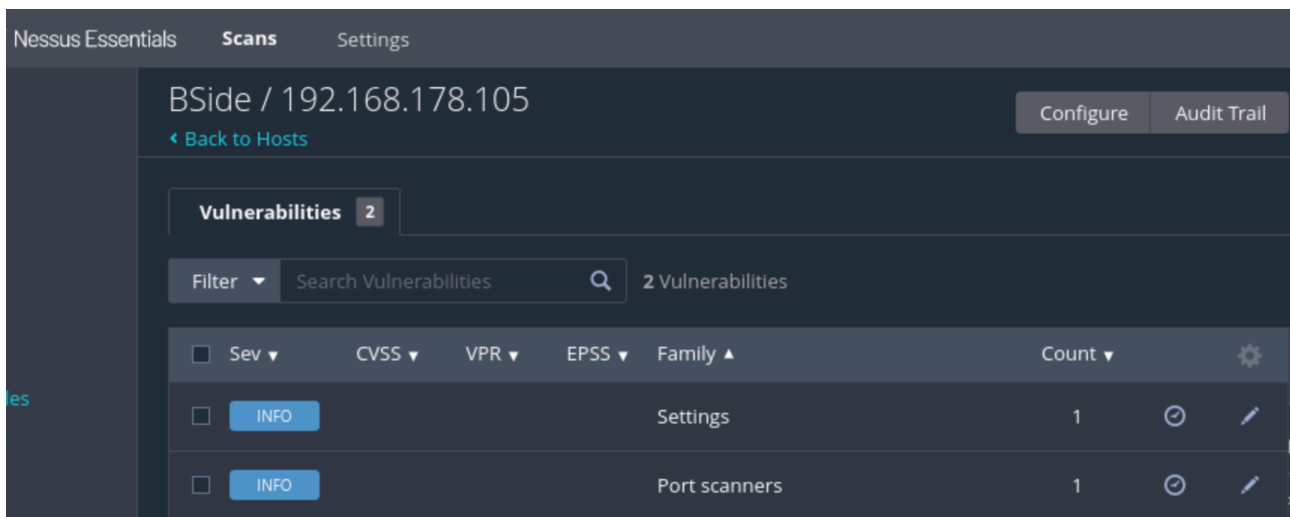 Nessus Essentials Scans Settings
BSide / 192.168.178.105
Back to Hosts
Configure Audit Trail
Vulnerabilities 2
Filter Search Vulnerabilities 2 Vulnerabilities
Sev CVSS VPR EPSS Family Count
les
INFO Settings 1
INFO Port scanners 1